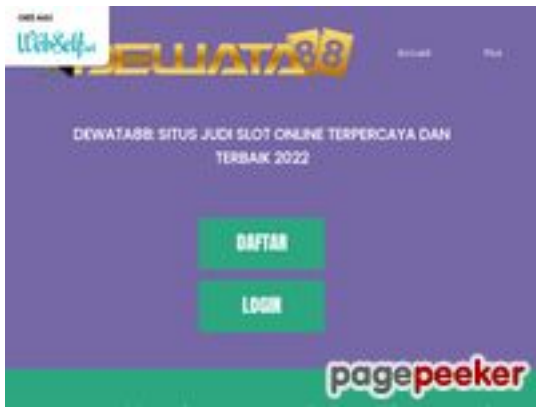 WebSelf
DEWATA88
Accueil
Plus
DEWATA88: SITUS JUDI SLOT ONLINE TERPERCAYA DAN
TERBAIK 2022
DAFTAR
LOGIN
pagepeeker